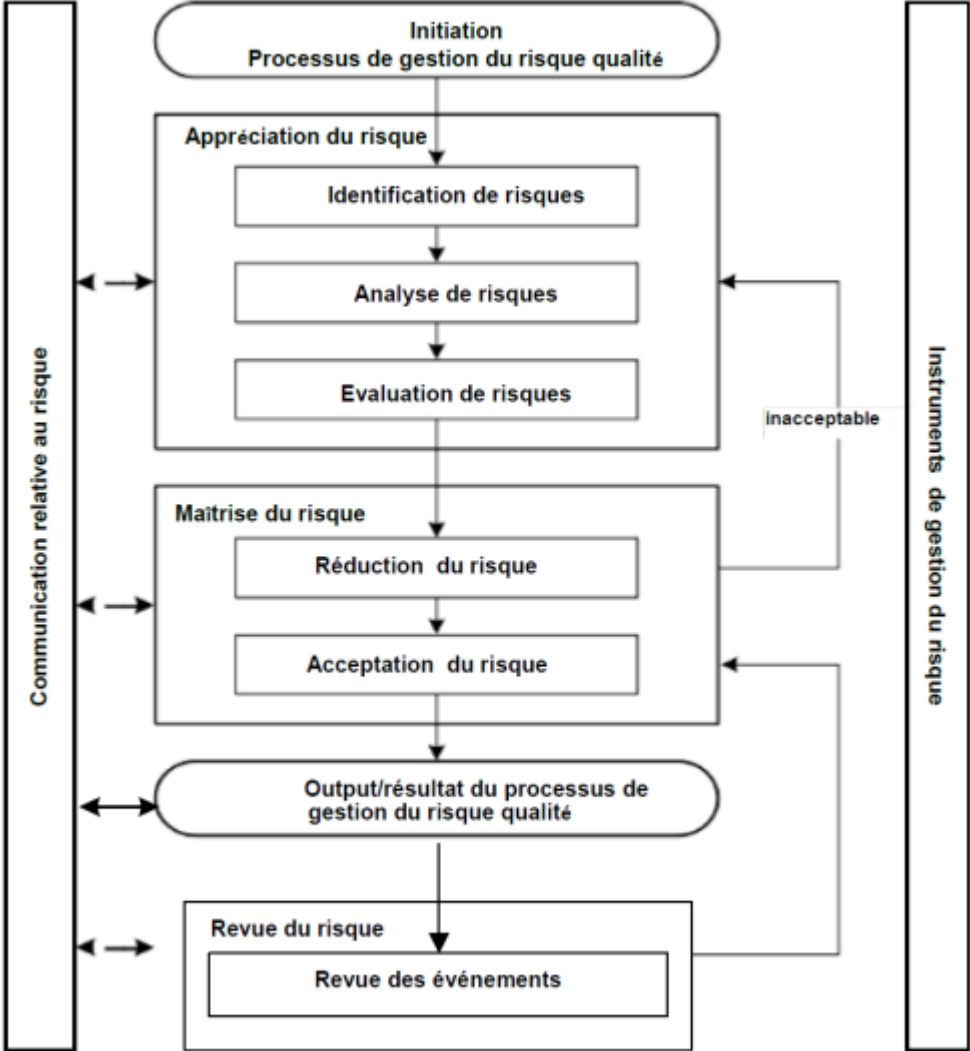 Initiation
Processus de gestion du risque qualité
Appréciation du risque
Identification de risques
Analyse de risques
Evaluation de risques
inacceptable
Maîtrise du risque
Réduction du risque
Acceptation du risque
Output/résultat du processus de
gestion du risque qualité
Revue du risque
Revue des événements
Communication relative au risque
Instruments de gestion du risque